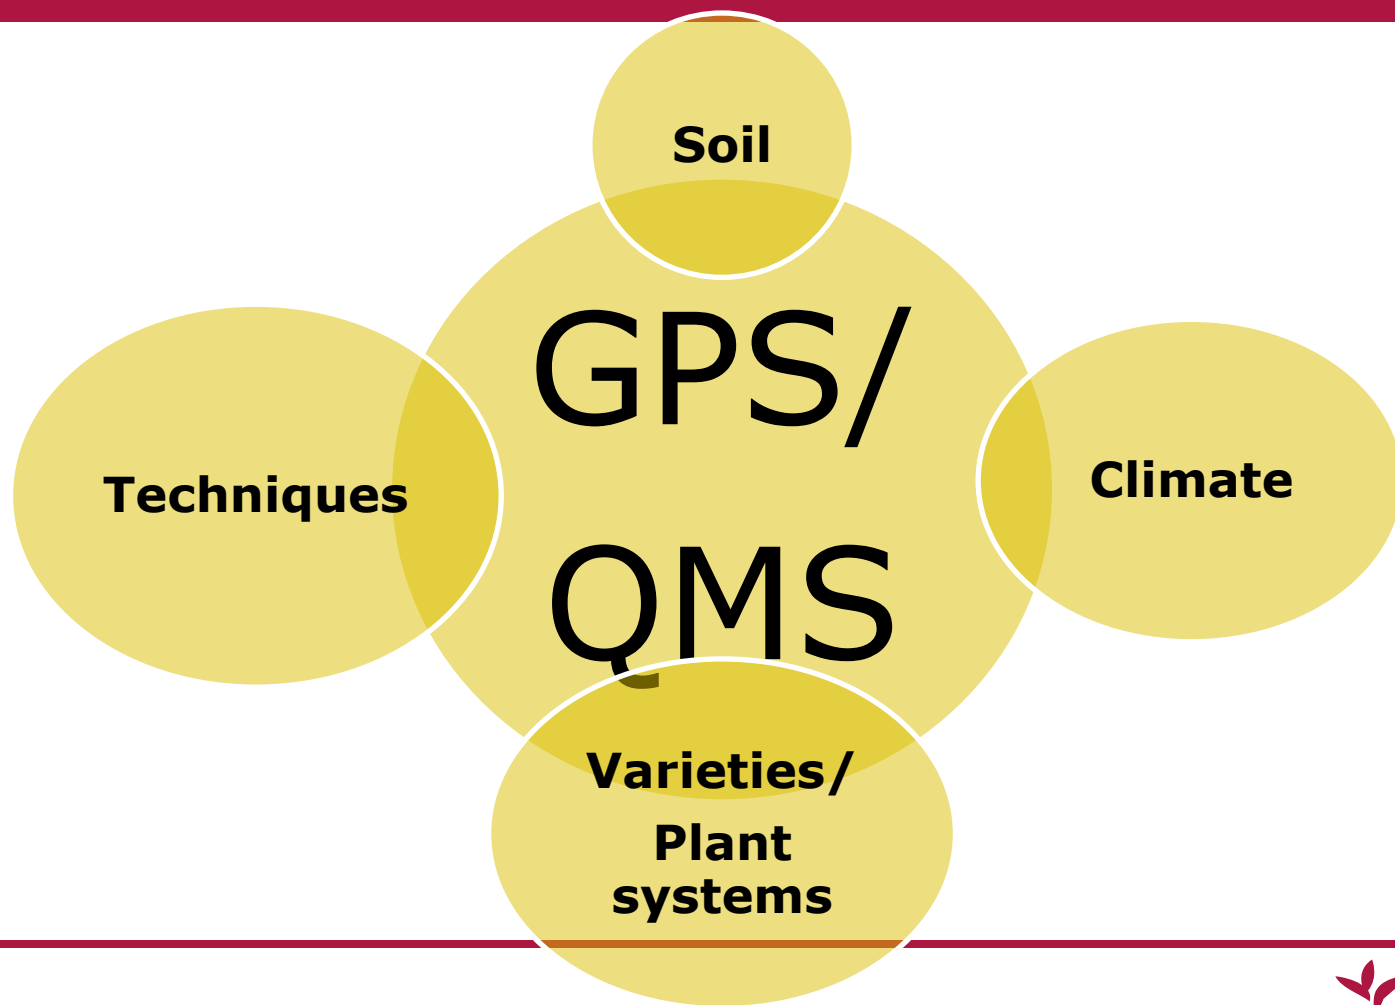 Soil
GPS/
QMS
Techniques
Climate
Varieties/
Plant
systems